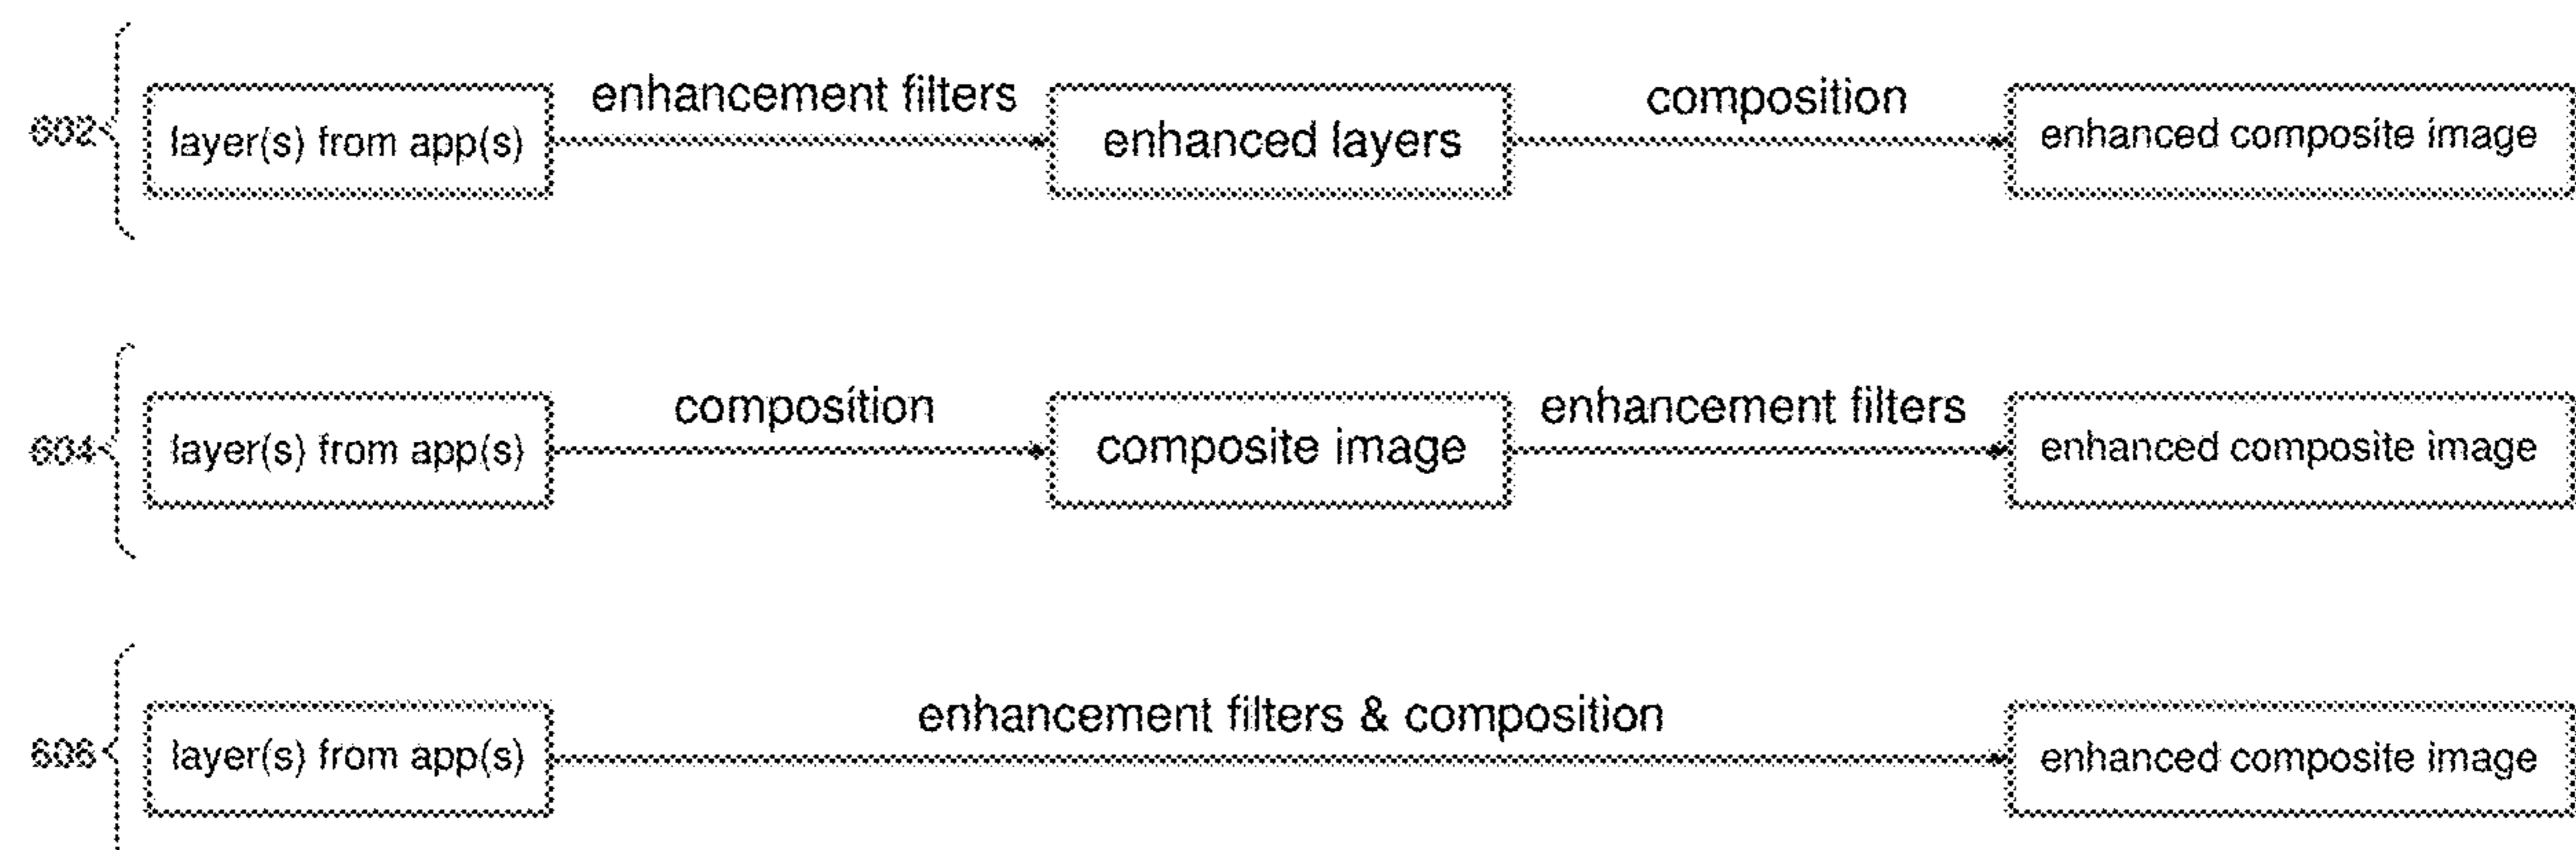 enhancement filters
composition
602
layer(s) from app(s)
enhanced layers
enhanced composite image
composition
enhancement filters
604
layer(s) from app(s)
composite image
enhanced composite image
enhancement filters & composition
606
layer(s) from app(s)
enhanced composite image